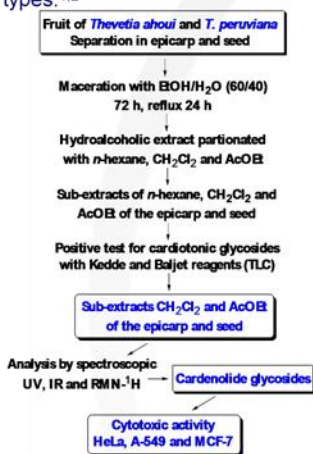 types.
Fruit of Thevetia ahoui and T. peruviana
Separation in epicarp and seed
Maceration with EtOH/H₂O (60/40)
72 h, reflux 24 h
Hydroalcoholic extract partionated
with n-hexane, CH₂Cl₂ and AcOEt
Sub-extracts of n-hexane, CH₂Cl₂ and
AcOEt of the epicarp and seed
Positive test for cardiotonic glycosides
with Kedde and Baljet reagents (TLC)
Sub-extracts CH₂Cl₂ and AcOEt
of the epicarp and seed
Analysis by spectroscopic
UV, IR and RMN-¹H
Cardenolide glycosides
Cytotoxic activity
HeLa, A-549 and MCF-7